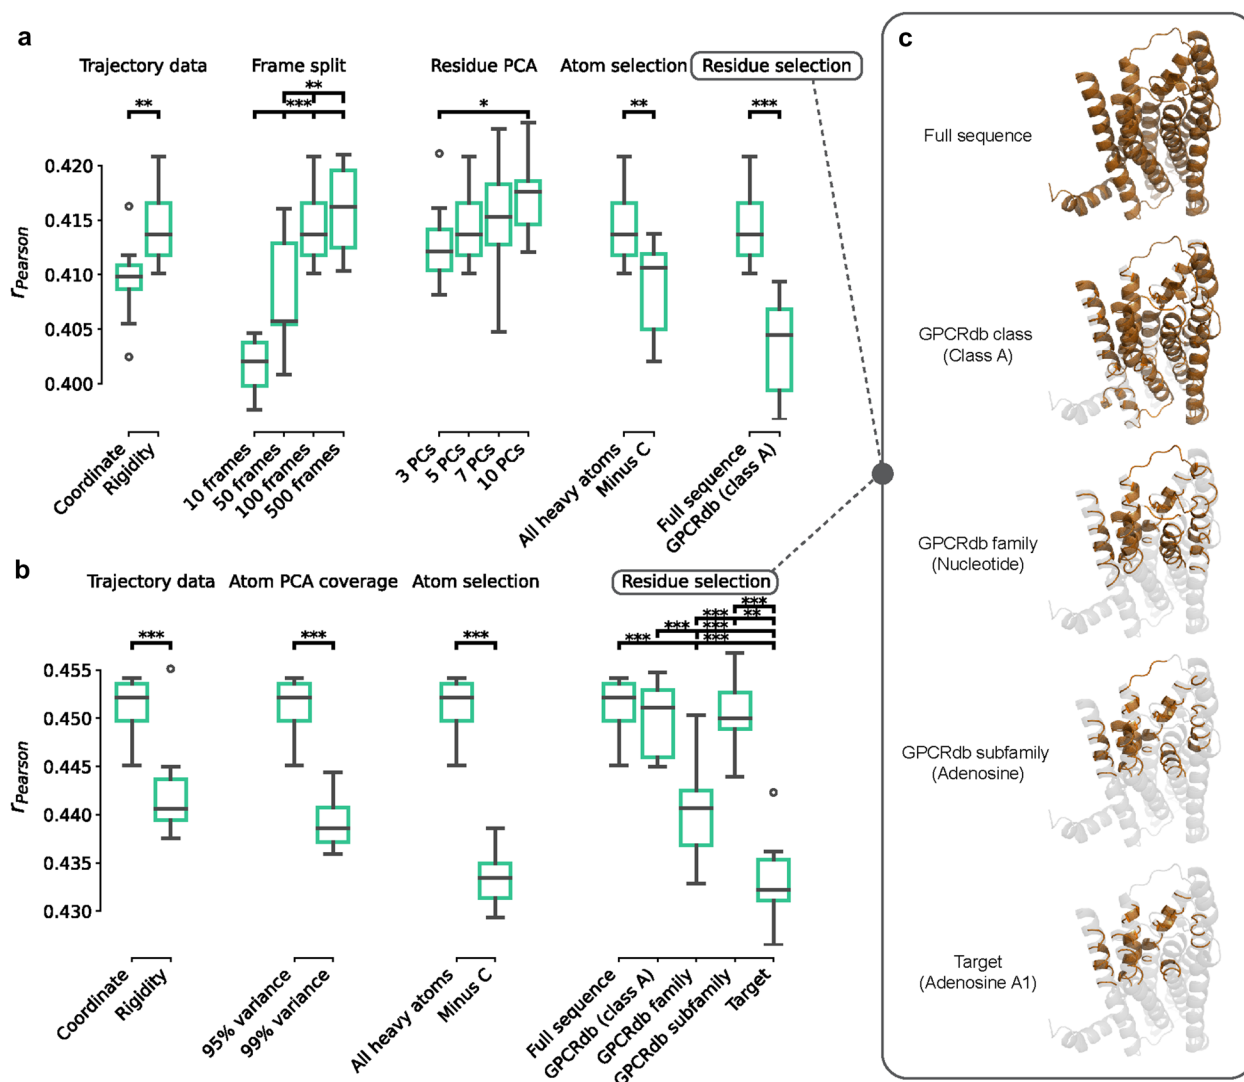 a
Trajectory data
Frame split
Residue PCA
Atom selection
Residue selection
**
***
**
*
**
***
rPearson
0.420
0.415
0.410
0.405
0.400
Coordinate
Rigidity
10 frames
50 frames
100 frames
500 frames
3 PCs
5 PCs
7 PCs
10 PCs
All heavy atoms
Minus C
Full sequence
GPCRdb (class A)
b
Trajectory data
Atom PCA coverage
Atom selection
Residue selection
***
***
***
***
***
***
***
***
***
**
rPearson
0.455
0.450
0.445
0.440
0.435
0.430
Coordinate
Rigidity
95% variance
99% variance
All heavy atoms
Minus C
Full sequence
GPCRdb (class A)
GPCRdb family
GPCRdb subfamily
Target
c
Full sequence
GPCRdb class
(Class A)
GPCRdb family
(Nucleotide)
GPCRdb subfamily
(Adenosine)
Target
(Adenosine A1)